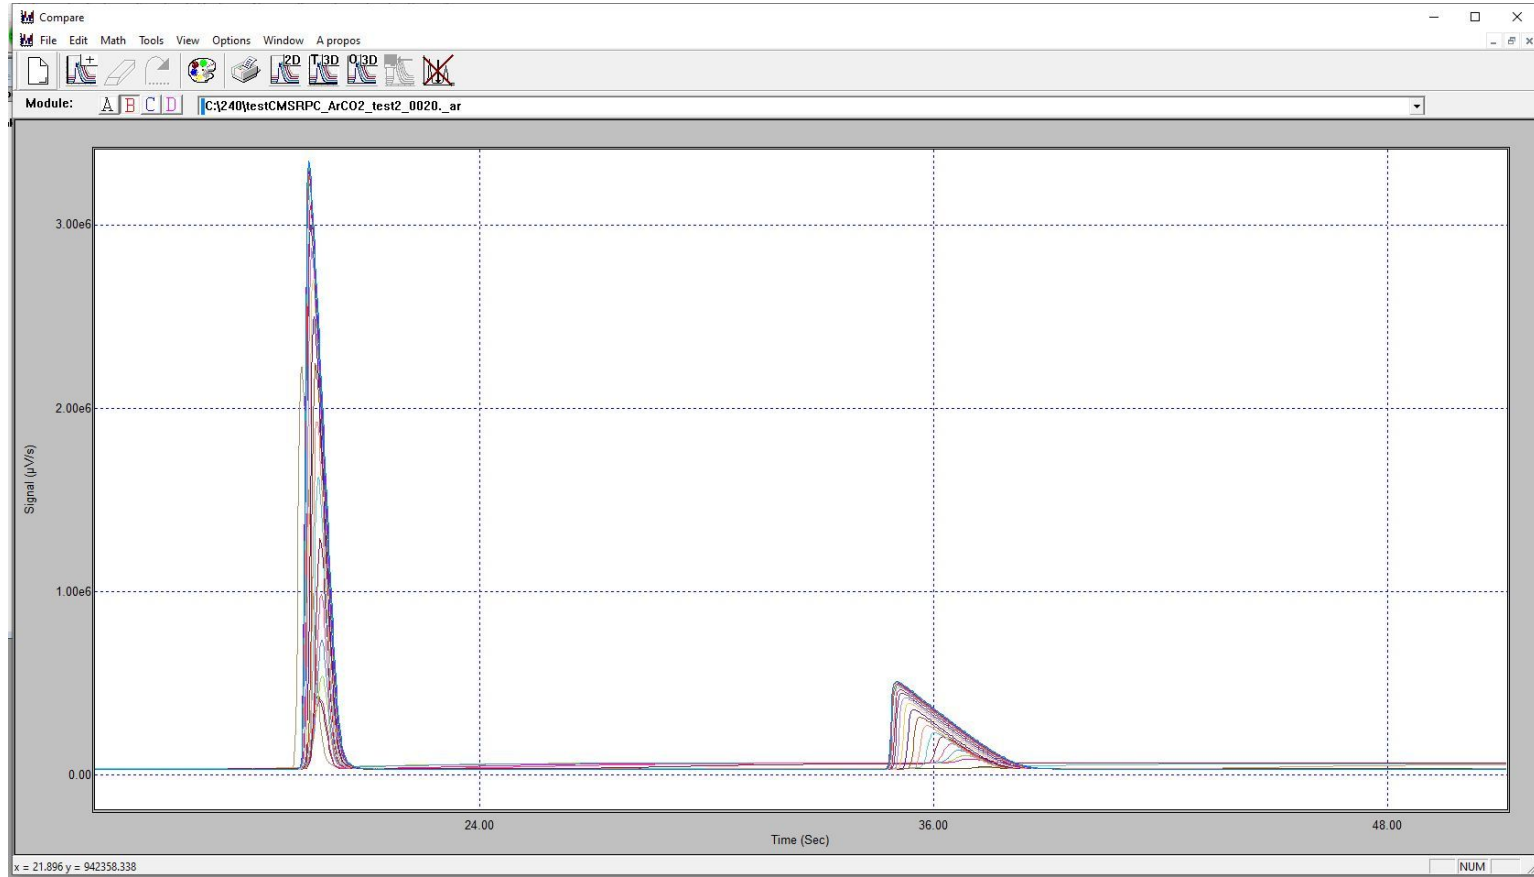 Compare
File Edit Math Tools View Options Window A propos
2D T,3D O,3D
Module: A B C D C:\240\testCMSRPC_ArCO2_test2_0020._ar
3.00e6
2.00e6
Signal (µV/s)
1.00e6
0.00
24.00 36.00 48.00
Time (Sec)
x = 21.896 y = 942358.338 NUM